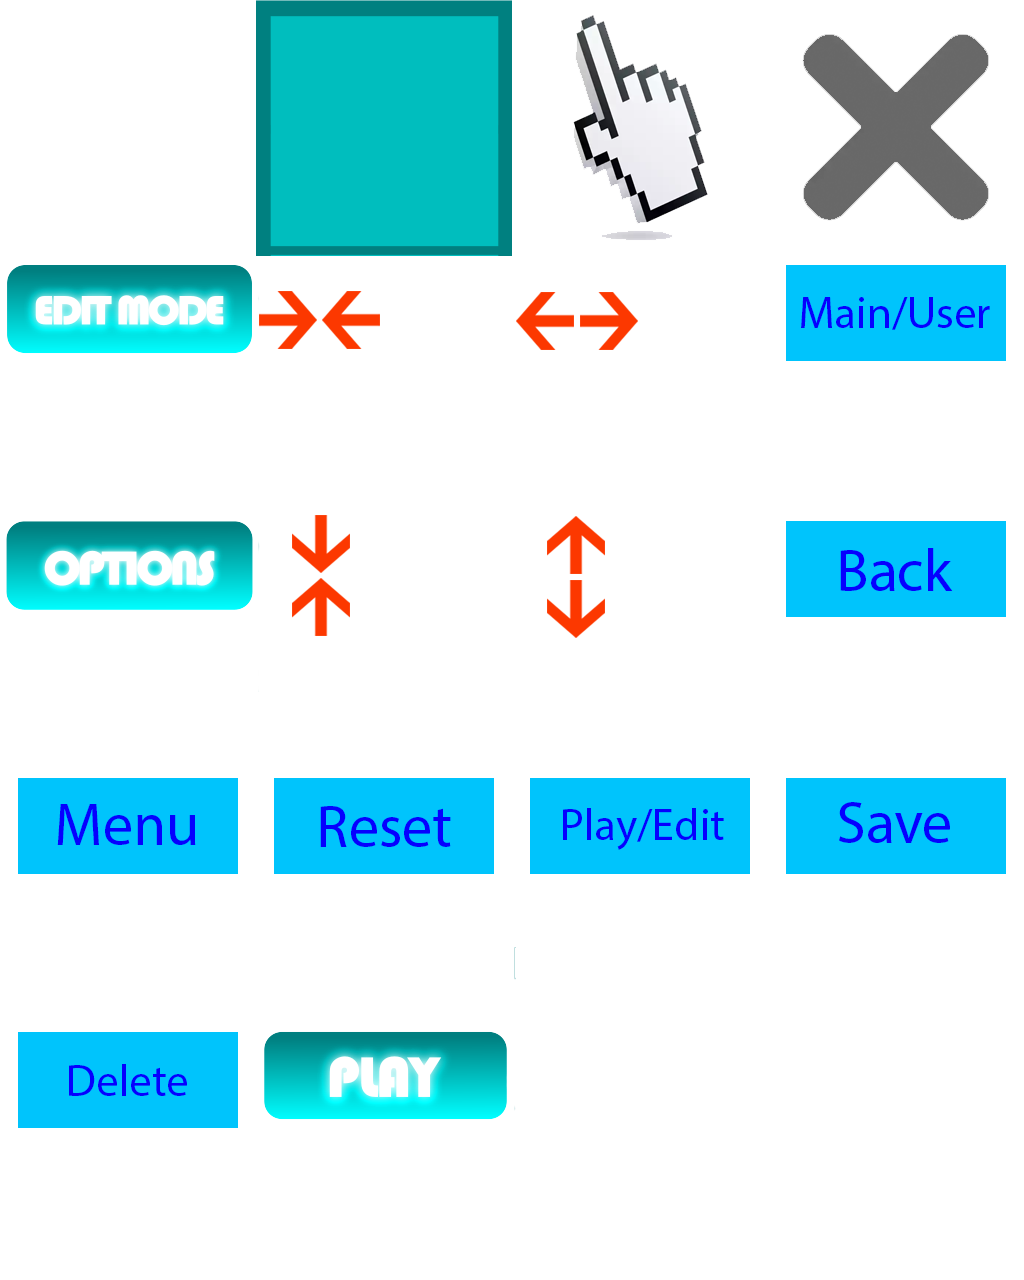 EDIT MODE
Main/User
OPTIONS
Back
Menu
Reset
Play/Edit
Save
Delete
PLAY